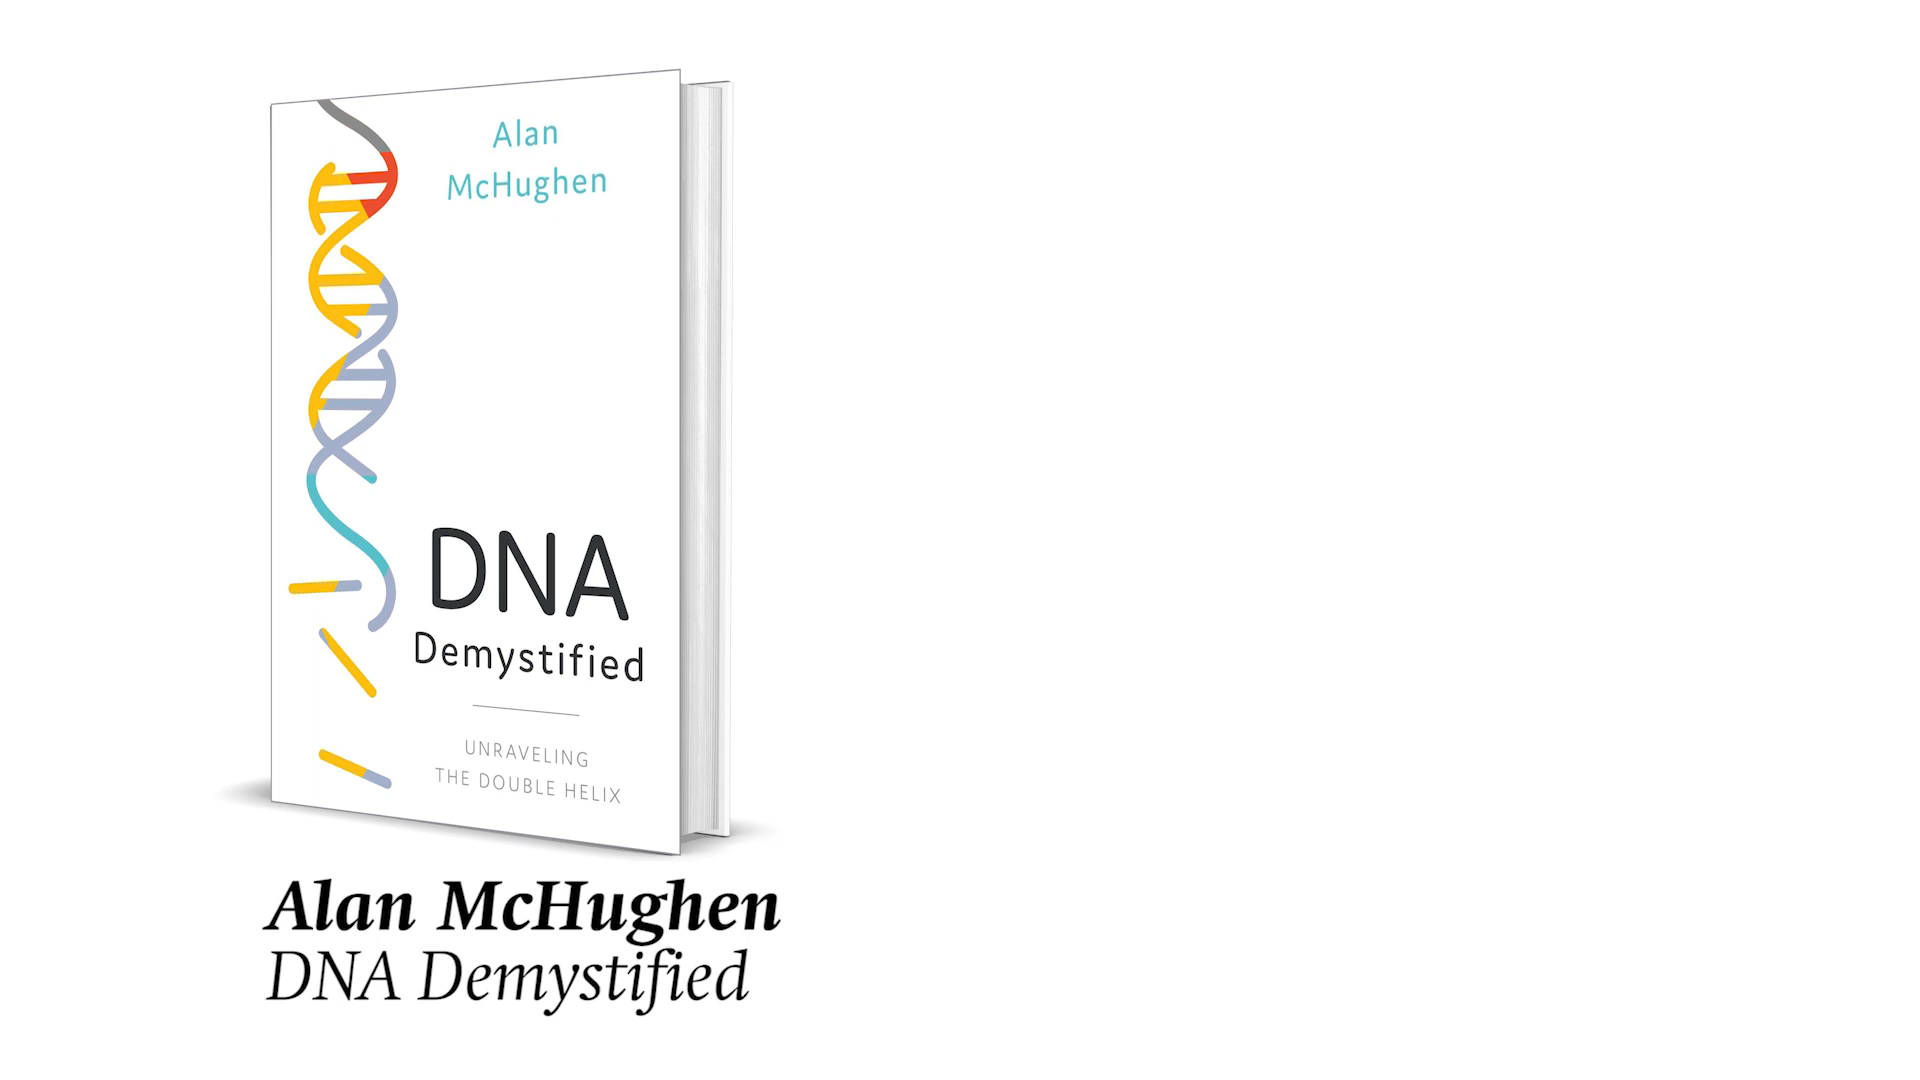 Alan
McHughen
DNA
Demystified
UNRAVELING
THE DOUBLE HELIX
Alan McHughen
DNA Demystified